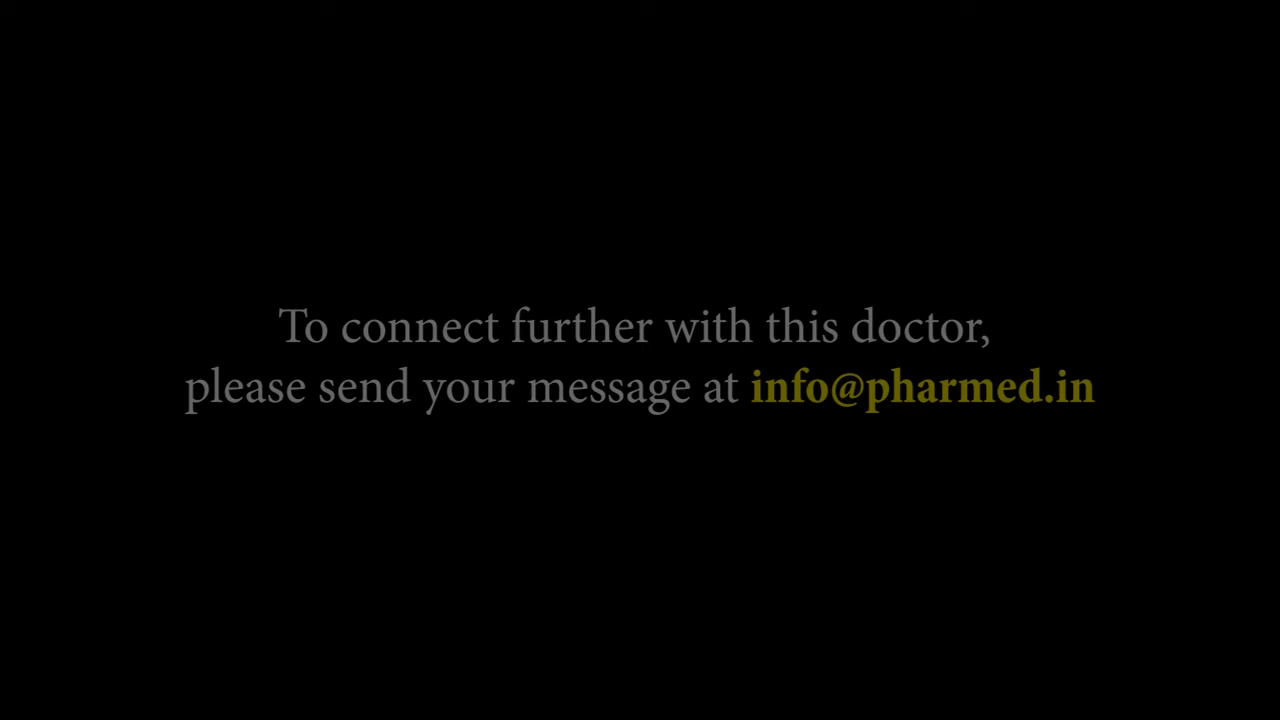 To connect further with this doctor,
please send your message at info@pharmed.in